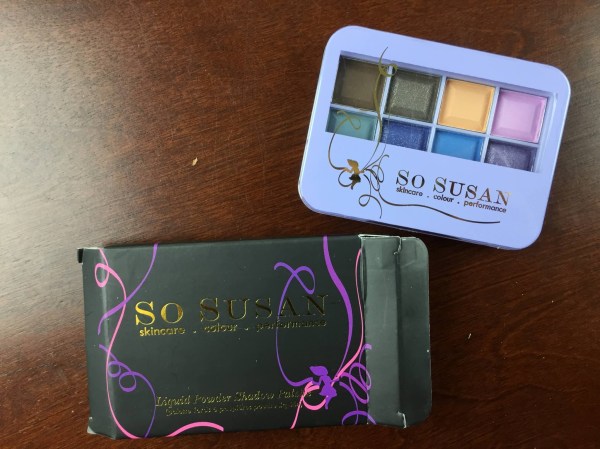 SO SUSAN
skincare . colour . performance
SO SUSAN
skincare . colour . performance
Liquid Powder Shadow Palette